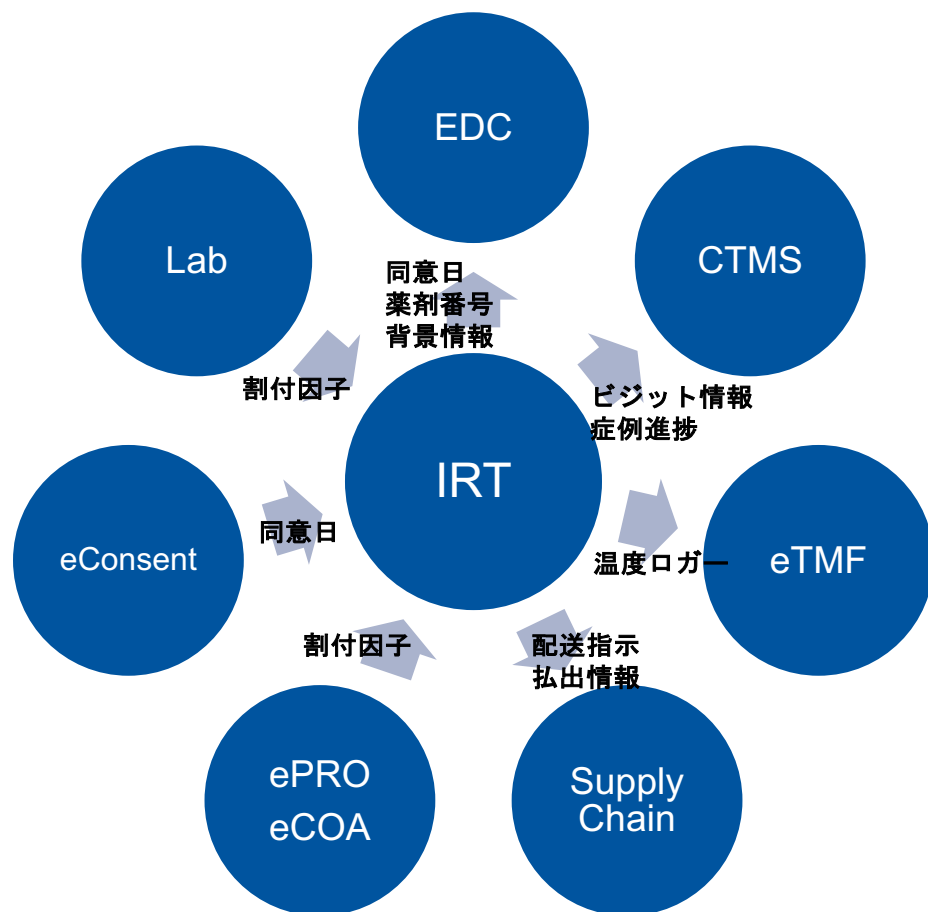 EDC
Lab
CTMS
同意日
薬剤番号
背景情報
割付因子
ビジット情報
症例進捗
IRT
同意日
eConsent
温度ロガー
eTMF
割付因子
配送指示
払出情報
ePRO
eCOA
Supply
Chain